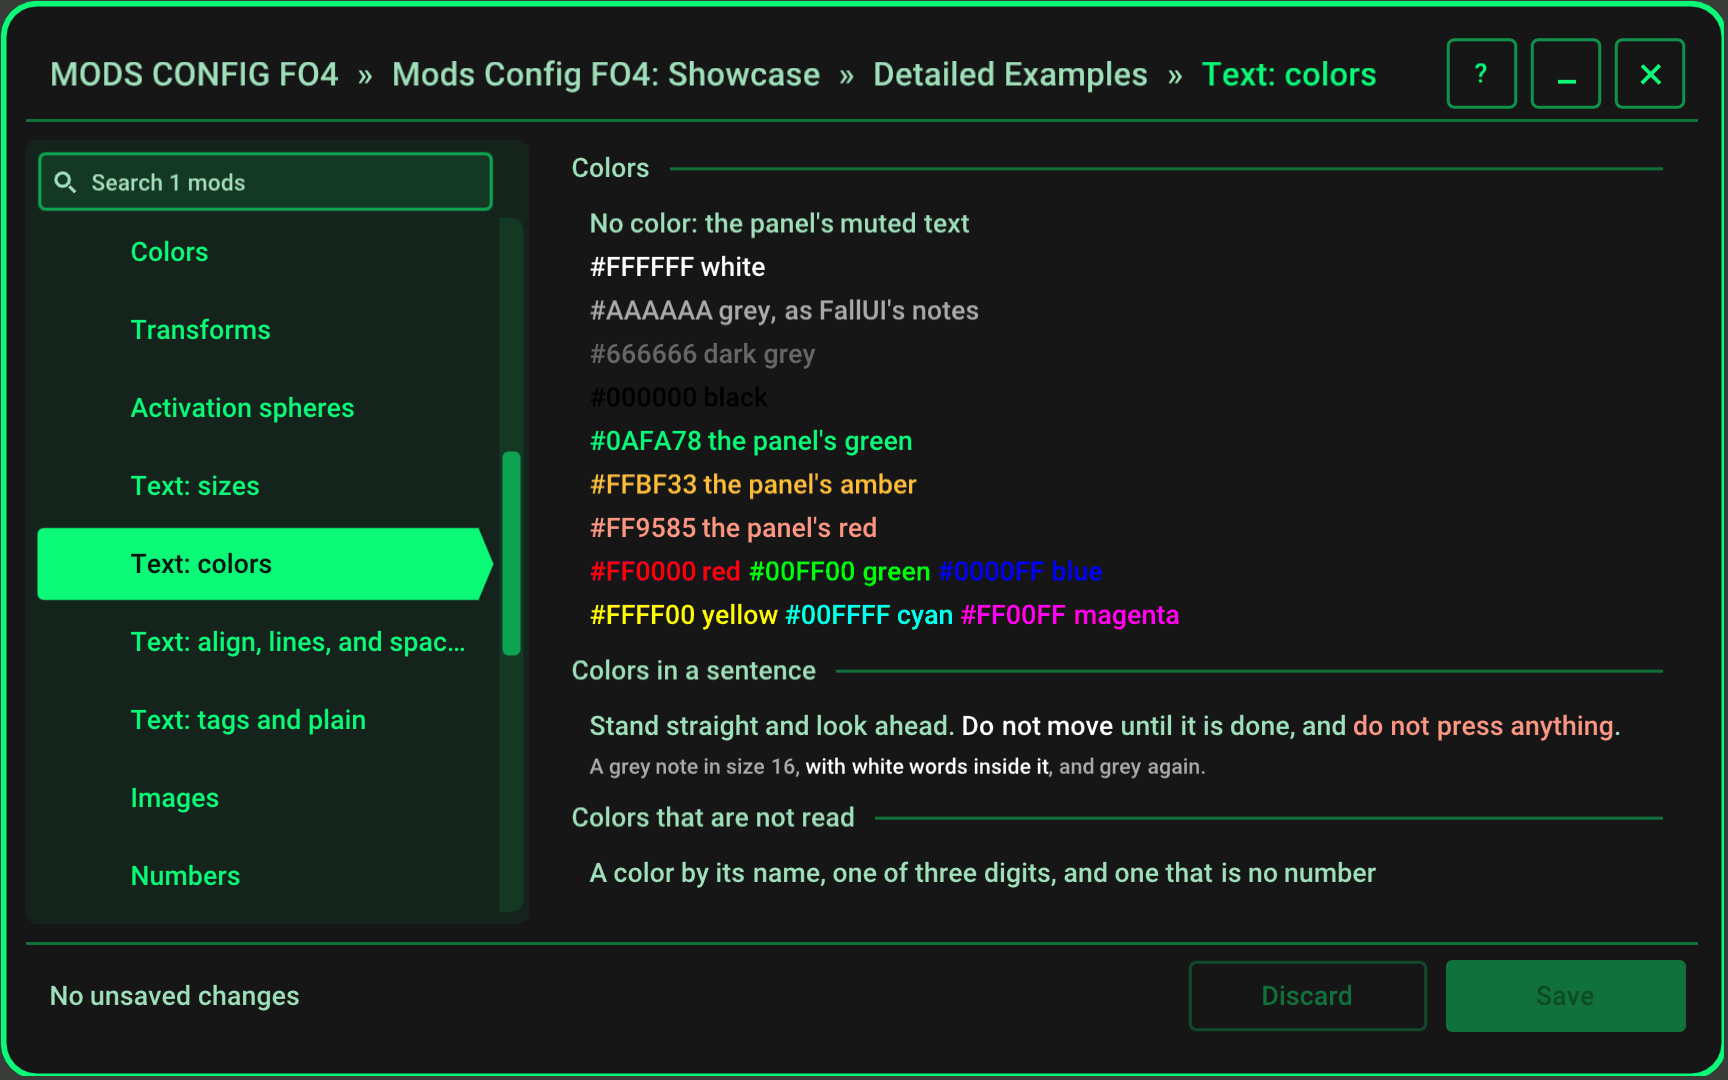 MODS CONFIG FO4 » Mods Config FO4: Showcase » Detailed Examples » Text: colors
?
Search 1 mods
Colors
Transforms
Activation spheres
Text: sizes
Text: colors
Text: align, lines, and spac...
Text: tags and plain
Images
Numbers
Colors
No color: the panel's muted text
#FFFFFF white
#AAAAAA grey, as FallUI's notes
#666666 dark grey
#000000 black
#0AFA78 the panel's green
#FFBF33 the panel's amber
#FF9585 the panel's red
#FF0000 red #00FF00 green #0000FF blue
#FFFF00 yellow #00FFFF cyan #FF00FF magenta
Colors in a sentence
Stand straight and look ahead. Do not move until it is done, and do not press anything.
A grey note in size 16, with white words inside it, and grey again.
Colors that are not read
A color by its name, one of three digits, and one that is no number
No unsaved changes
Discard
Save